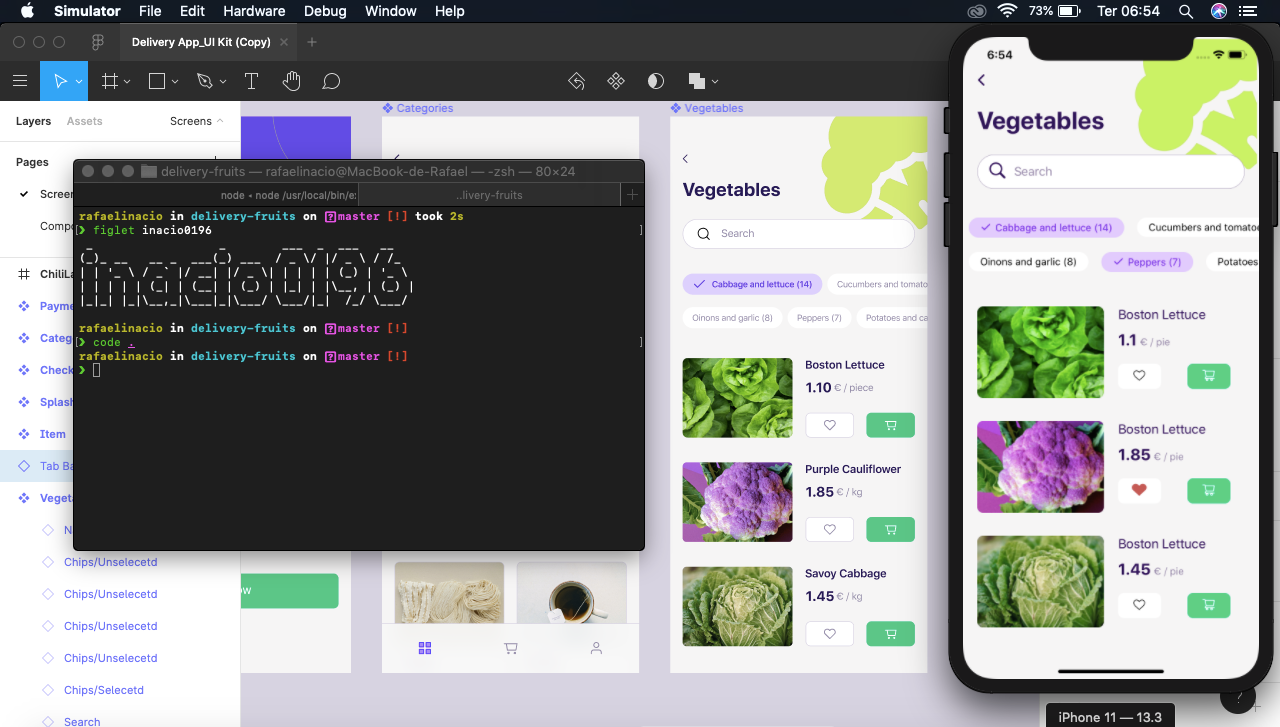 Simulator File Edit Hardware Debug Window Help 73% Ter 06:54
Delivery App_UI Kit (Copy)
Layers Assets Screens
Pages
Screen
Compo
ChiliLa
Payme
Categ
Check
Splash
Item
Tab Ba
Vegeta
N
Chips/Unselecetd
Chips/Unselecetd
Chips/Unselecetd
Chips/Unselecetd
Chips/Selecetd
Search
delivery-fruits — rafaelinacio@MacBook-de-Rafael — -zsh — 80×24
node • node /usr/local/bin/e: ..livery-fruits
rafaelinacio in delivery-fruits on master [!] took 2s
❯ figlet inacio0196
inacio0196
rafaelinacio in delivery-fruits on master [!]
❯ code .
rafaelinacio in delivery-fruits on master [!]
❯
ow
Categories
Vegetables
Vegetables
Search
Cabbage and lettuce (14) Cucumbers and tomato
Oinons and garlic (8) Peppers (7) Potatoes and ca
Boston Lettuce
1.10 € / piece
Purple Cauliflower
1.85 € / kg
Savoy Cabbage
1.45 € / kg
6:54
Vegetables
Search
Cabbage and lettuce (14) Cucumbers and tomatoe
Oinons and garlic (8) Peppers (7) Potatoes
Boston Lettuce
1.1 € / pie
Boston Lettuce
1.85 € / pie
Boston Lettuce
1.45 € / pie
iPhone 11 — 13.3